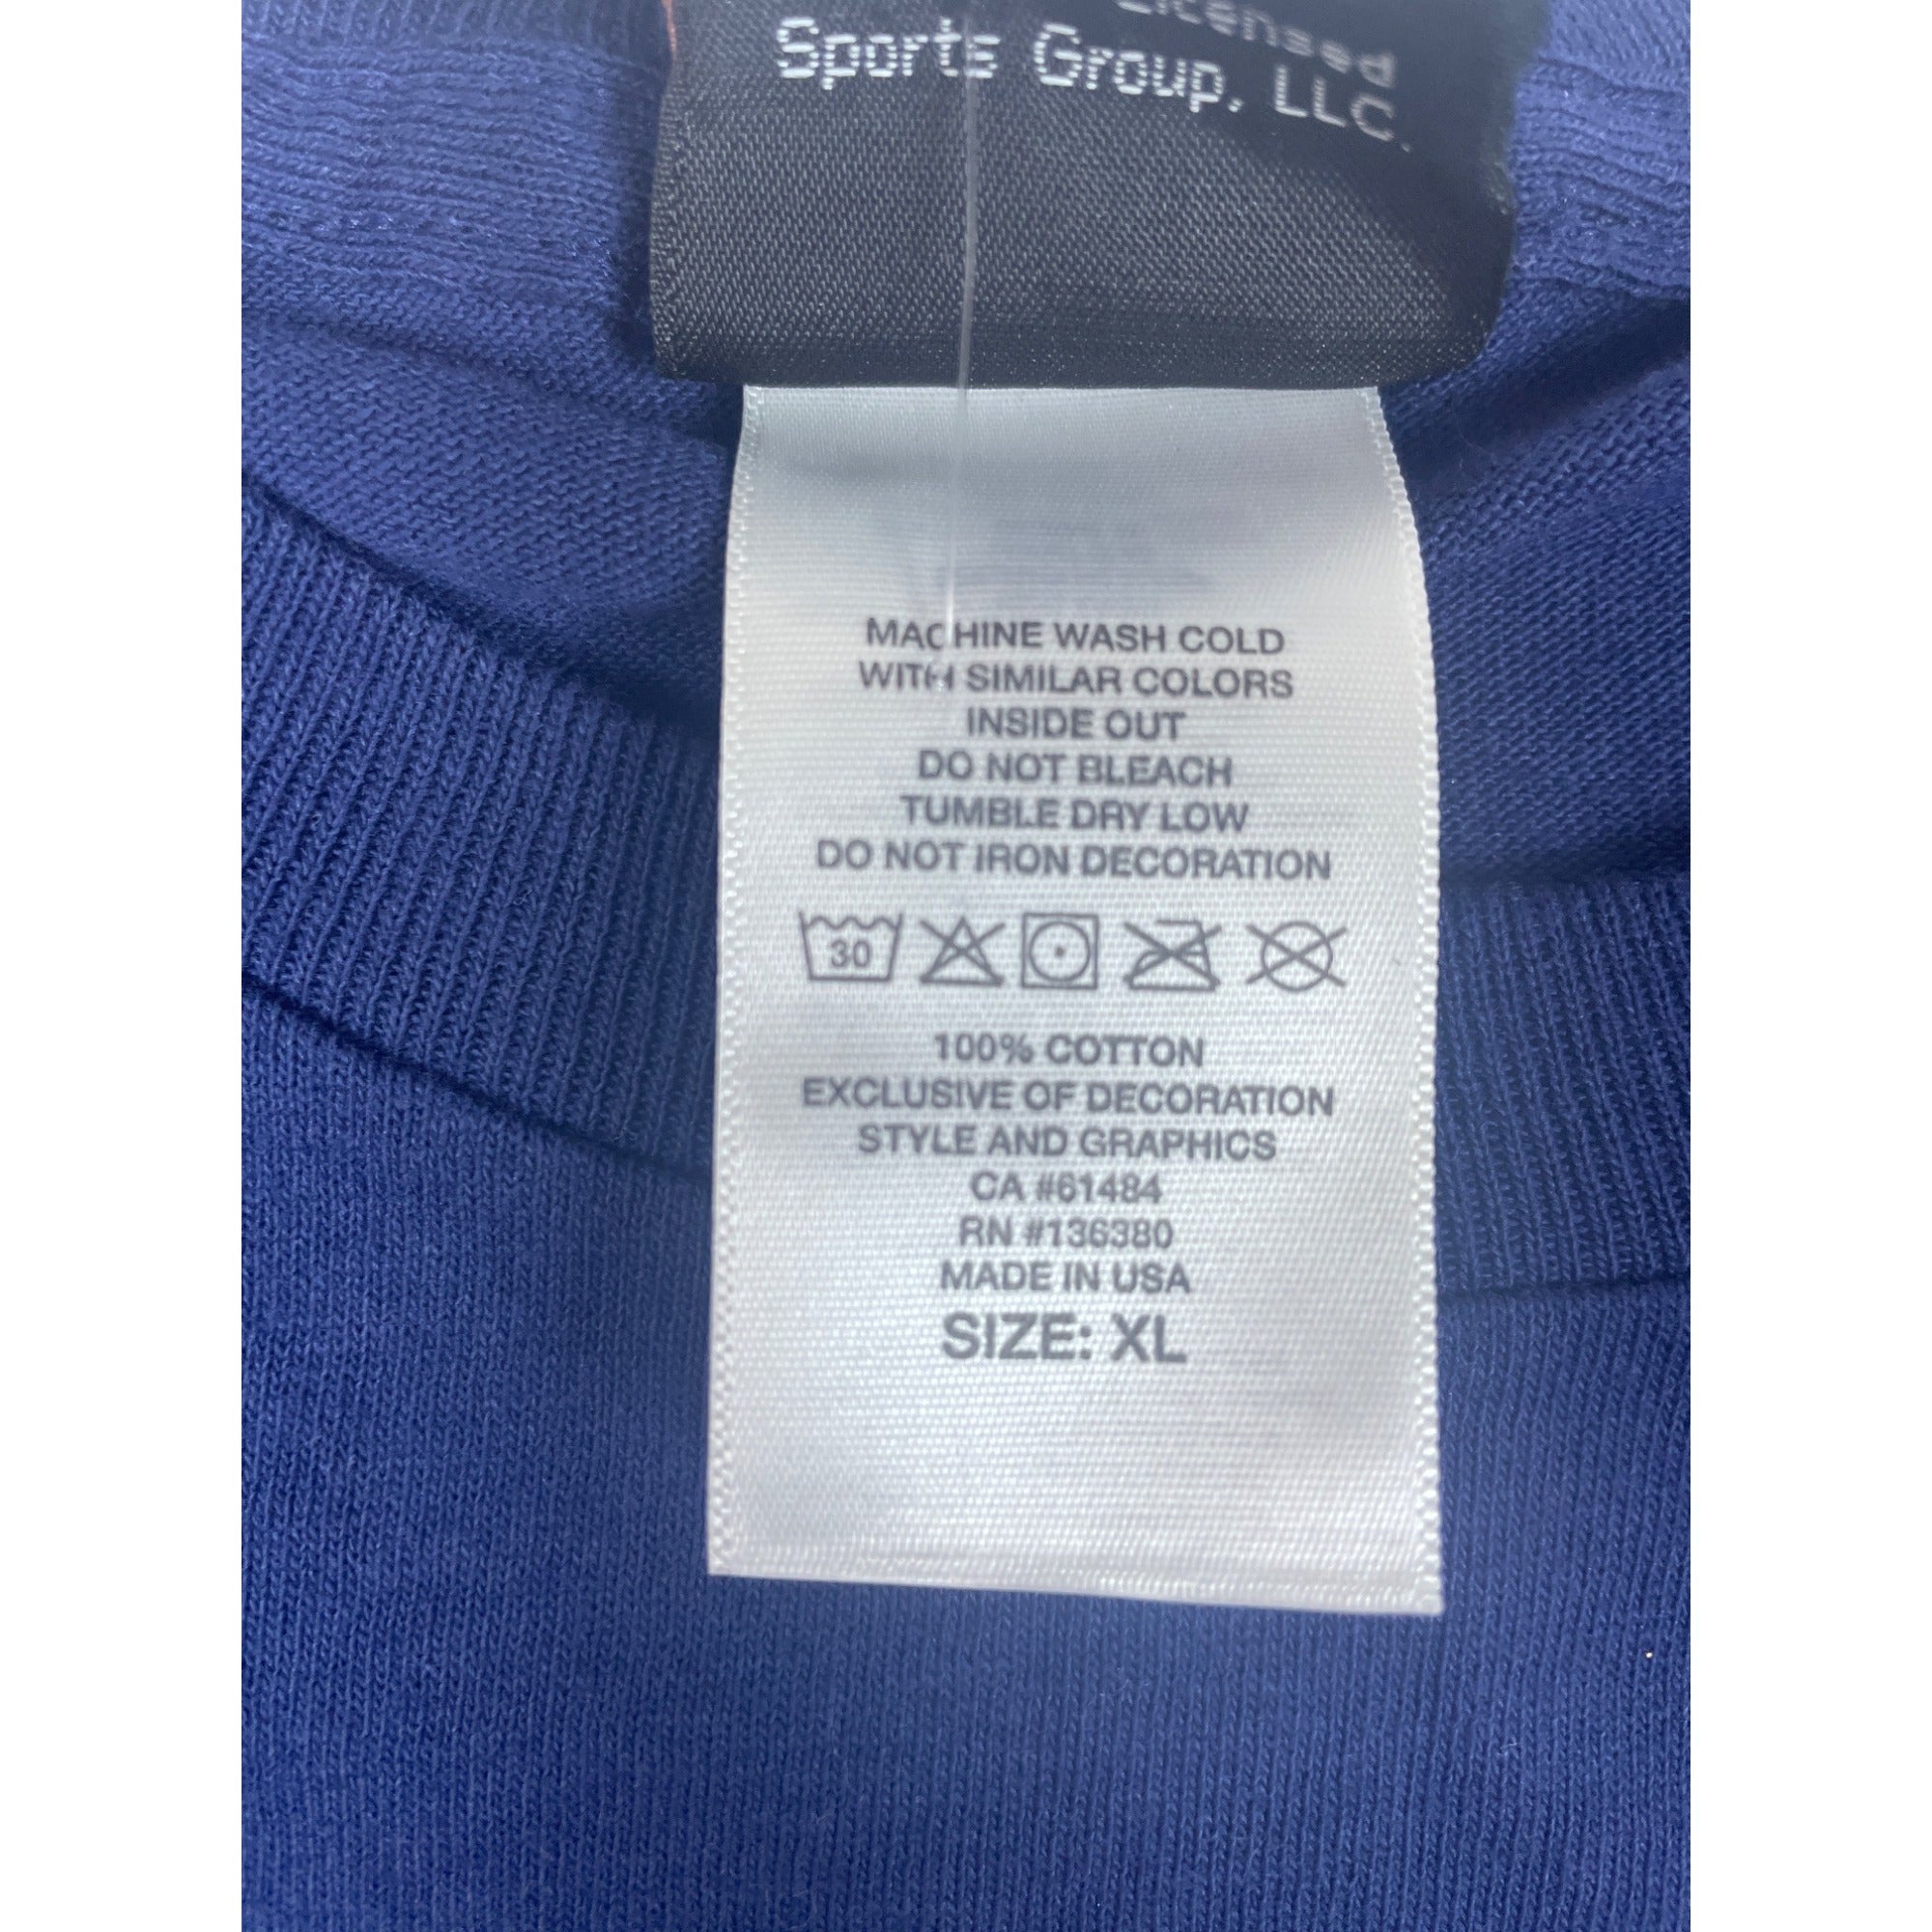 Licensed
Sports Group, LLC.
MACHINE WASH COLD
WITH SIMILAR COLORS
INSIDE OUT
DO NOT BLEACH
TUMBLE DRY LOW
DO NOT IRON DECORATION
30
100% COTTON
EXCLUSIVE OF DECORATION
STYLE AND GRAPHICS
CA #61484
RN #136380
MADE IN USA
SIZE: XL